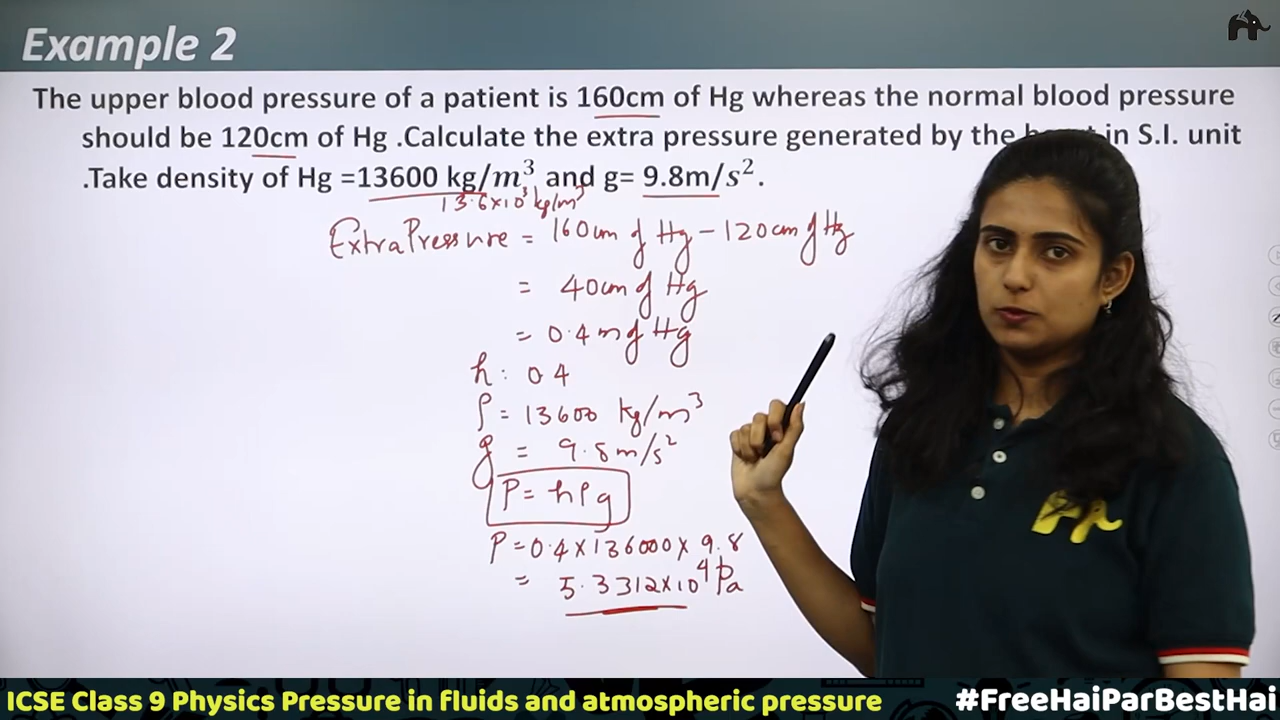 Example 2
The upper blood pressure of a patient is 160cm of Hg whereas the normal blood pressure
should be 120cm of Hg .Calculate the extra pressure generated by the in S.I. unit
.Take density of Hg =13600 kg/m³ and g= 9.8m/s².
13.6×10³ kg/m³
Extra Pressure = 160cm of Hg - 120cm of Hg
= 40cm of Hg
= 0.4 m of Hg
h: 0.4
ρ = 13600 kg/m³
g = 9.8 m/s²
P = hρg
P = 0.4 × 136000 × 9.8
= 5.3312×10⁴ Pa
ICSE Class 9 Physics Pressure in fluids and atmospheric pressure
#FreeHaiParBestHai